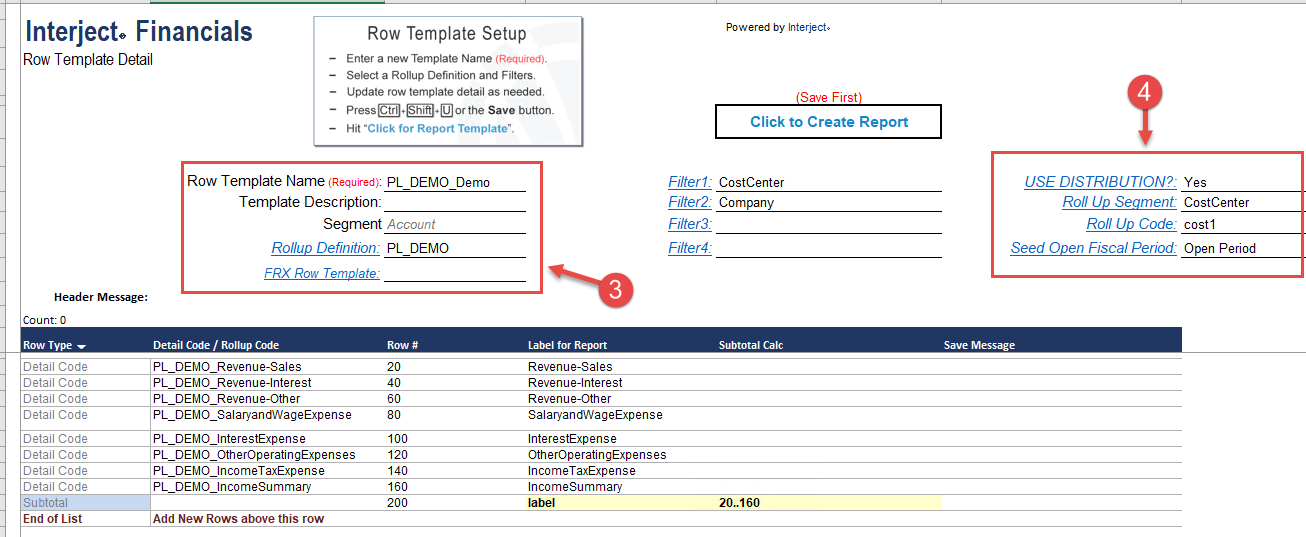 Interject Financials
Row Template Detail
Row Template Setup
– Enter a new Template Name (Required).
– Select a Rollup Definition and Filters.
– Update row template detail as needed.
– Press Ctrl+Shift+U or the Save button.
– Hit “Click for Report Template”.
Powered by Interject
(Save First)
Click to Create Report
4
Row Template Name (Required): PL_DEMO_Demo
Template Description:
Segment Account
Rollup Definition: PL_DEMO
FRX Row Template:
3
Filter1: CostCenter
Filter2: Company
Filter3:
Filter4:
USE DISTRIBUTION?: Yes
Roll Up Segment: CostCenter
Roll Up Code: cost1
Seed Open Fiscal Period: Open Period
Header Message:
Count: 0
Row Type Detail Code / Rollup Code Row # Label for Report Subtotal Calc Save Message
Detail Code PL_DEMO_Revenue-Sales 20 Revenue-Sales
Detail Code PL_DEMO_Revenue-Interest 40 Revenue-Interest
Detail Code PL_DEMO_Revenue-Other 60 Revenue-Other
Detail Code PL_DEMO_SalaryandWageExpense 80 SalaryandWageExpense
Detail Code PL_DEMO_InterestExpense 100 InterestExpense
Detail Code PL_DEMO_OtherOperatingExpenses 120 OtherOperatingExpenses
Detail Code PL_DEMO_IncomeTaxExpense 140 IncomeTaxExpense
Detail Code PL_DEMO_IncomeSummary 160 IncomeSummary
Subtotal 200 label 20..160
End of List Add New Rows above this row